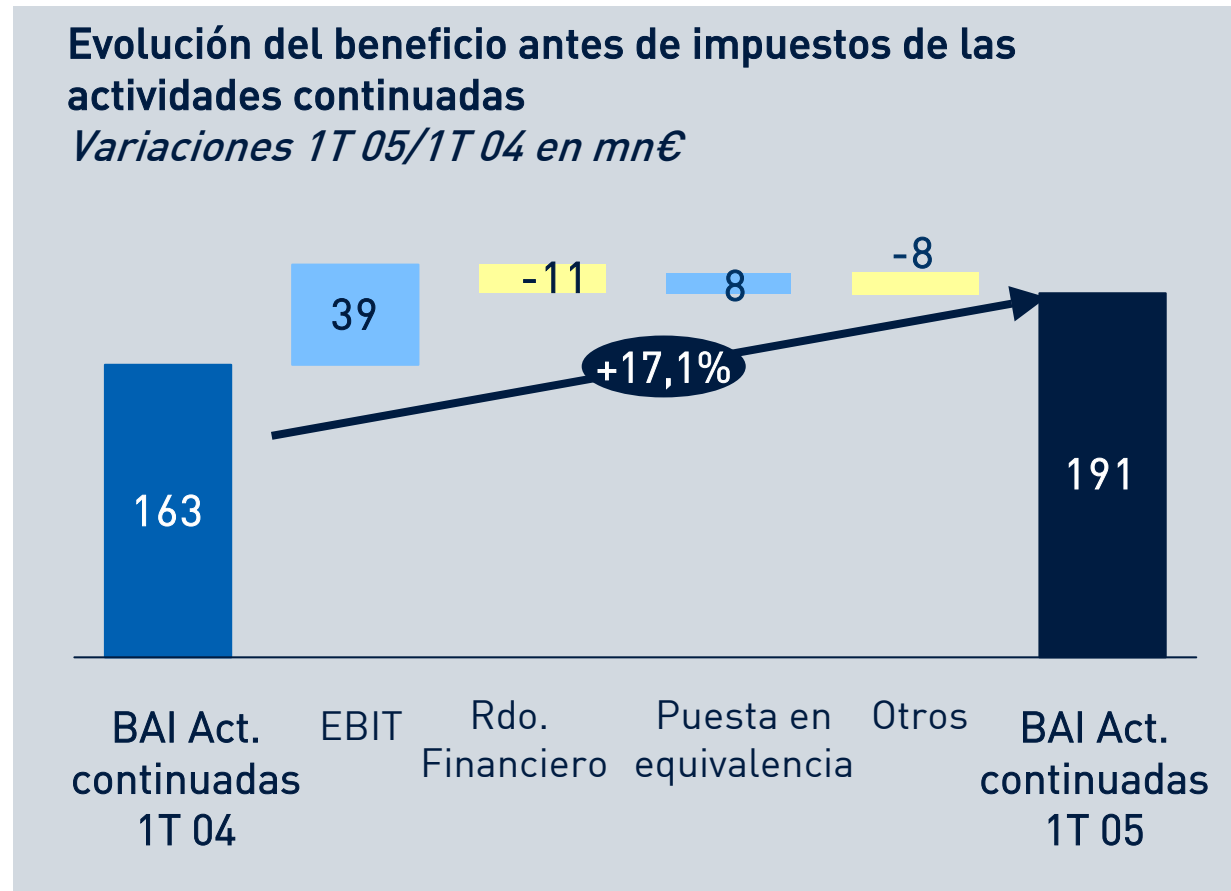 Evolución del beneficio antes de impuestos de las
actividades continuadas
Variaciones 1T 05/1T 04 en mn€
39
-11
8
-8
+17,1%
163
191
BAI Act.
continuadas
1T 04
EBIT
Rdo.
Financiero
Puesta en
equivalencia
Otros
BAI Act.
continuadas
1T 05